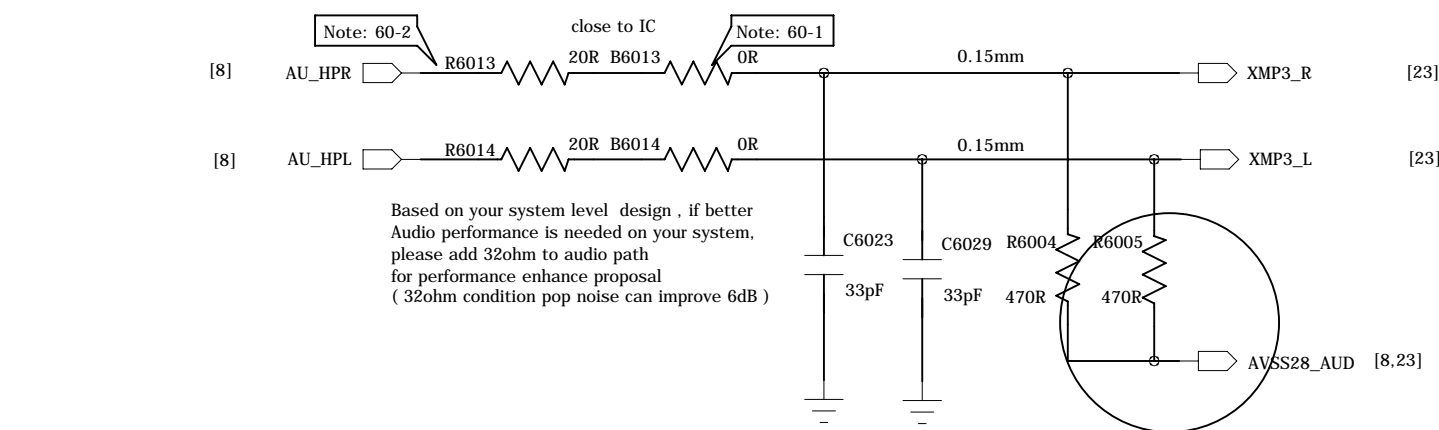 Note: 60-2
close to IC
Note: 60-1
[8] AU_HPR R6013 20R B6013 0R 0.15mm XMP3_R [23]
[8] AU_HPL R6014 20R B6014 0R 0.15mm XMP3_L [23]
Based on your system level design , if better
Audio performance is needed on your system,
please add 32ohm to audio path
for performance enhance proposal
( 32ohm condition pop noise can improve 6dB )
C6023 C6029 R6004 R6005
33pF 33pF 470R 470R
AVSS28_AUD [8,23]